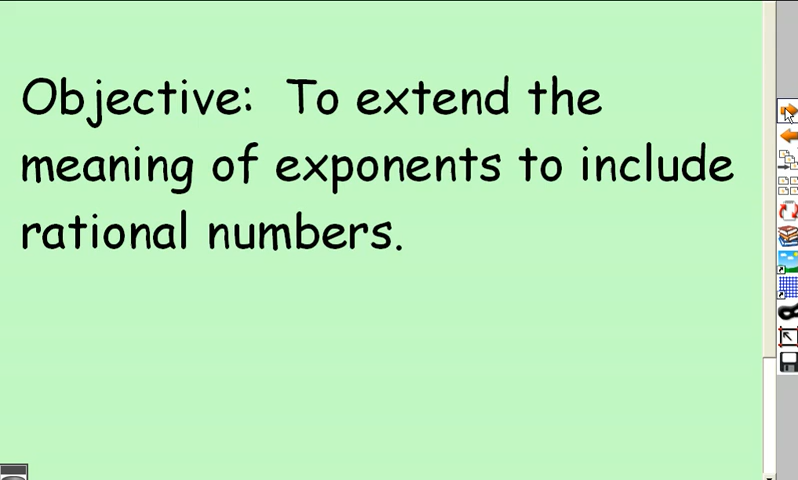 Objective:  To extend the
meaning of exponents to include
rational numbers.